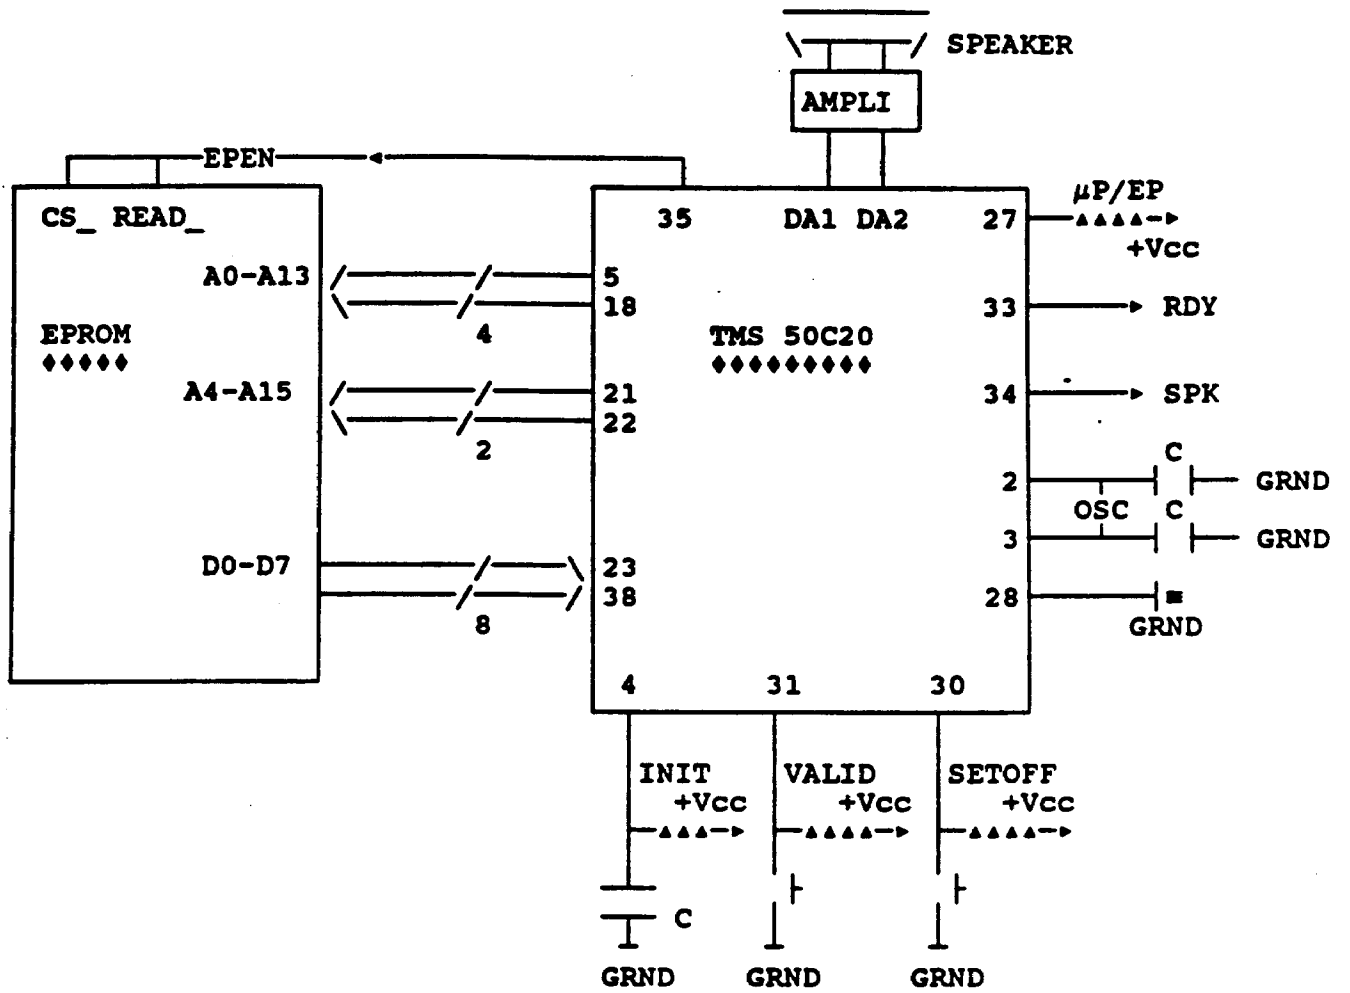 SPEAKER
AMPLI
EPEN
µP/EP
CS_ READ_
35 DA1 DA2 27
+Vcc
A0-A13 5
18 33 RDY
4
EPROM
TMS 50C20
A4-A15 21 34 SPK
22
2
C
2 GRND
OSC C
3 GRND
D0-D7 23
38 28
8
GRND
4 31 30
INIT VALID SETOFF
+Vcc +Vcc +Vcc
C
GRND GRND GRND